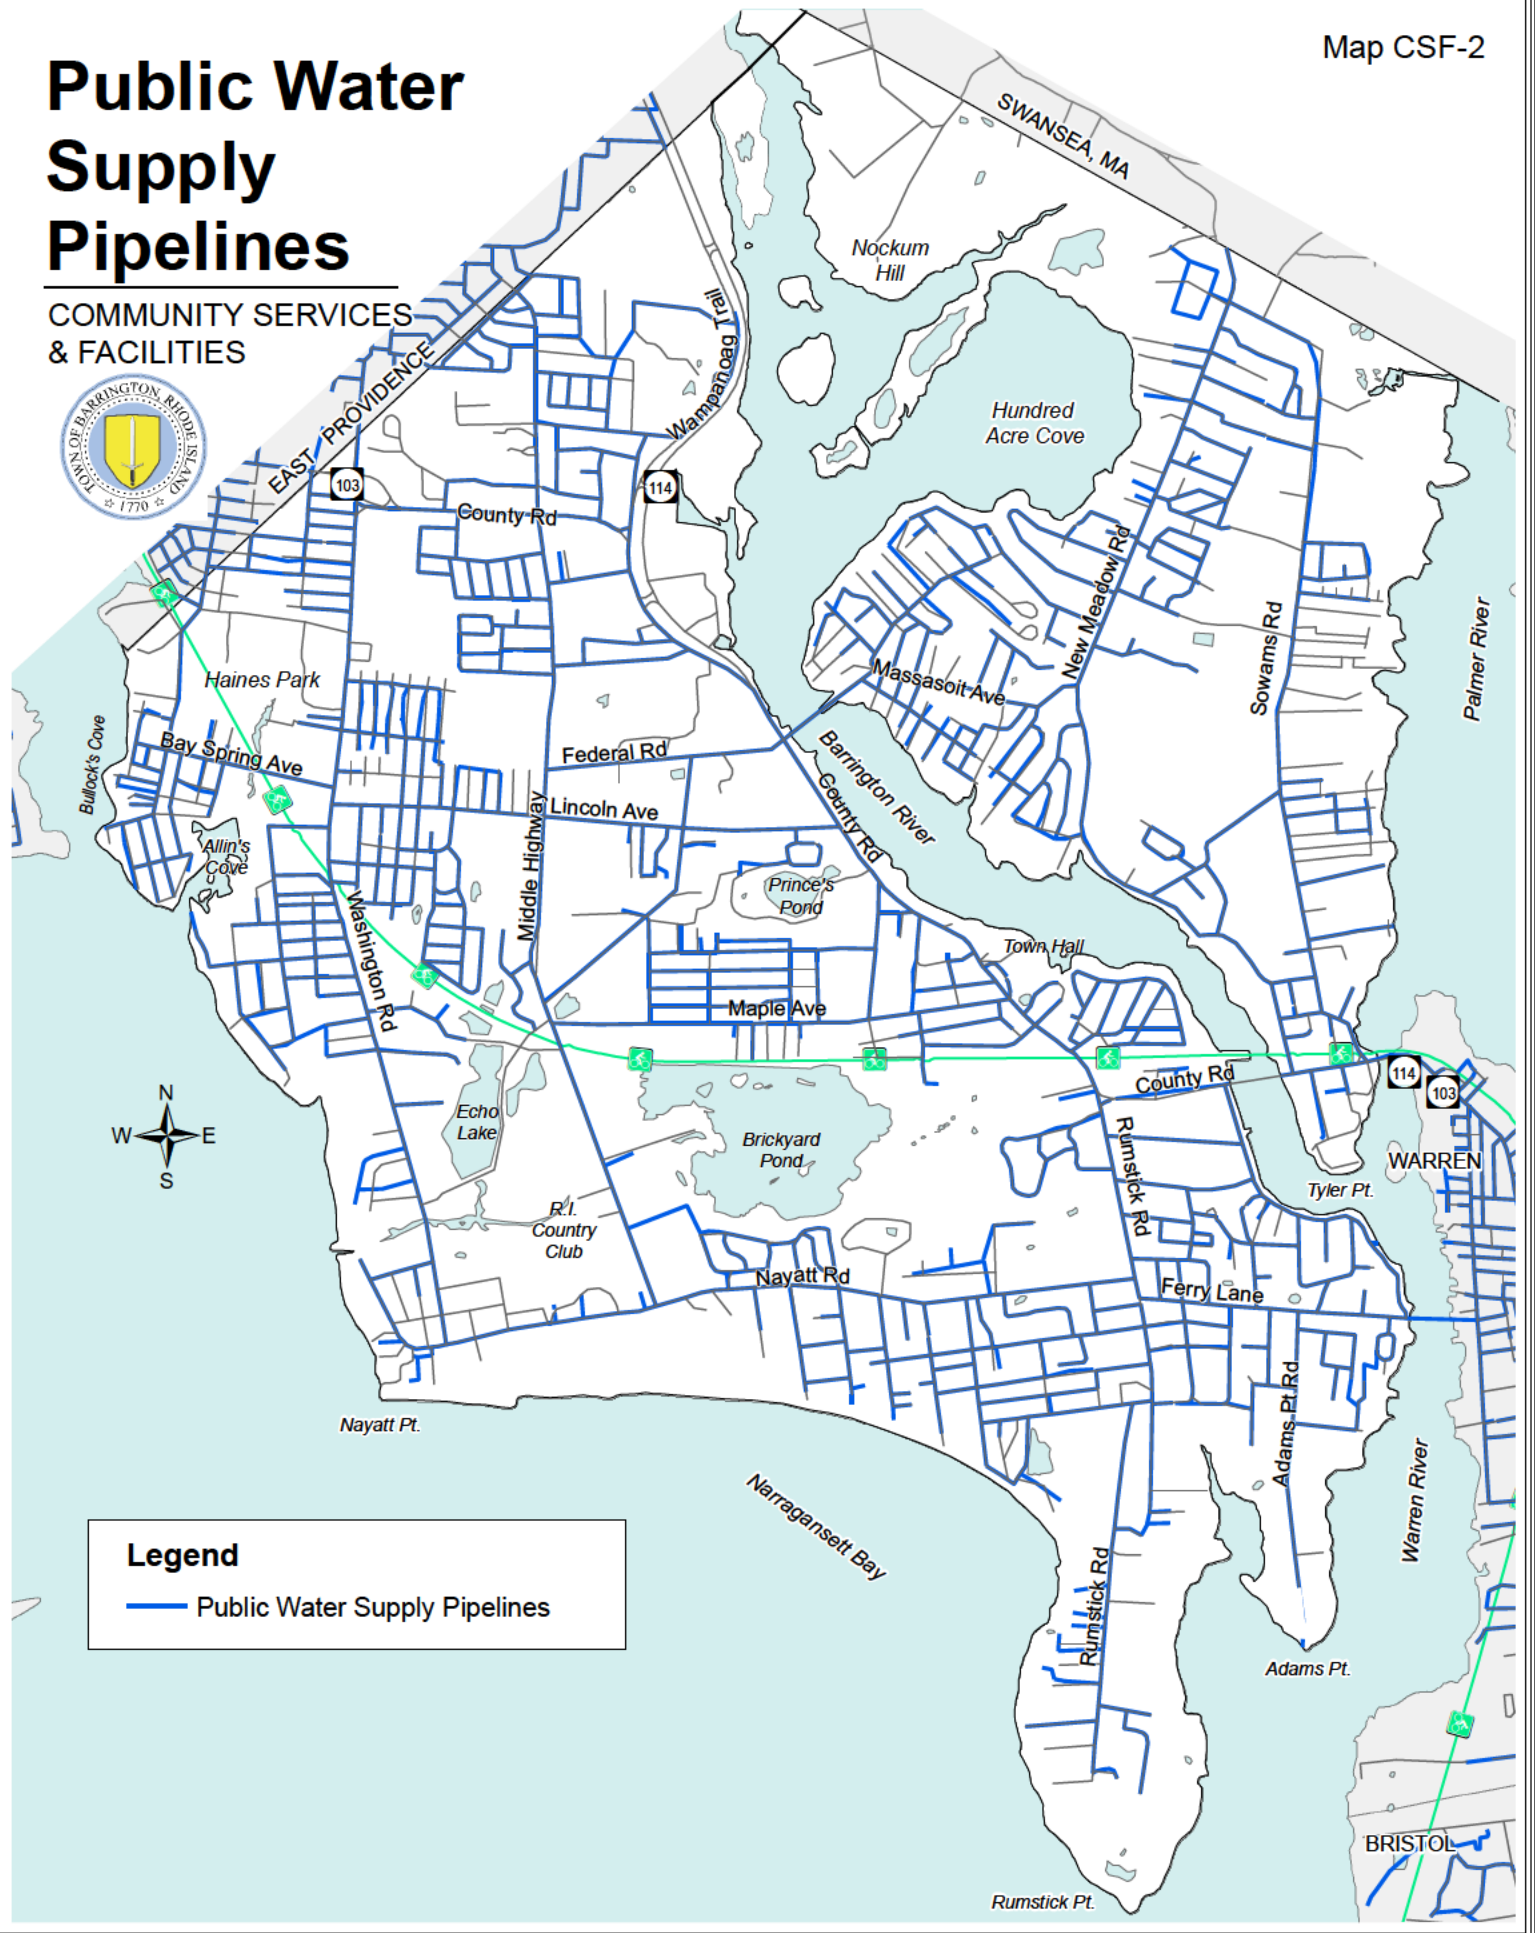 Map CSF-2
Public Water
Supply
Pipelines
COMMUNITY SERVICES
& FACILITIES
TOWN OF BARRINGTON, RHODE ISLAND
☆ 1770 ☆
SWANSEA, MA
EAST PROVIDENCE
Nockum
Hill
Wampanoag Trail
Hundred
Acre Cove
103
114
County Rd
New Meadow Rd
Sowams Rd
Palmer River
Massasoit Ave
Haines Park
Bullock's Cove
Bay Spring Ave
Federal Rd
Barrington River
County Rd
Lincoln Ave
Middle Highway
Allin's
Cove
Prince's
Pond
Washington Rd
Town Hall
Maple Ave
County Rd
114
103
N
W
E
S
Echo
Lake
Brickyard
Pond
Rumstick Rd
WARREN
Tyler Pt.
R.I.
Country
Club
Nayatt Rd
Ferry Lane
Adams Pt Rd
Nayatt Pt.
Narragansett Bay
Warren River
Legend
Public Water Supply Pipelines
Rumstick Rd
Adams Pt.
BRISTOL
Rumstick Pt.